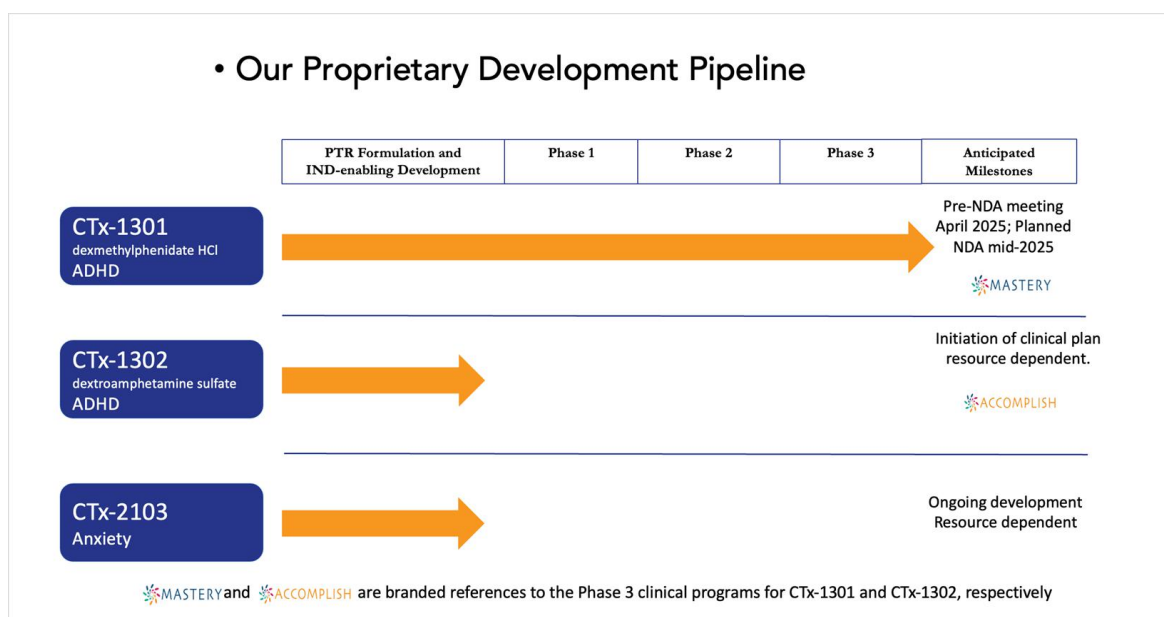 • Our Proprietary Development Pipeline
PTR Formulation and
IND-enabling Development
Phase 1
Phase 2
Phase 3
Anticipated
Milestones
CTx-1301
dexmethylphenidate HCl
ADHD
Pre-NDA meeting
April 2025; Planned
NDA mid-2025
MASTERY
CTx-1302
dextroamphetamine sulfate
ADHD
Initiation of clinical plan
resource dependent.
ACCOMPLISH
CTx-2103
Anxiety
Ongoing development
Resource dependent
MASTERY and ACCOMPLISH are branded references to the Phase 3 clinical programs for CTx-1301 and CTx-1302, respectively